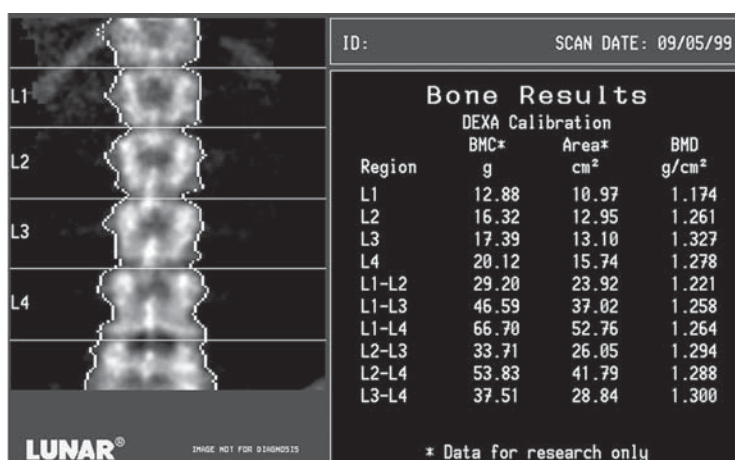 L1
L2
L3
L4
LUNAR®
IMAGE NOT FOR DIAGNOSIS
ID: SCAN DATE: 09/05/99
Bone Results
DEXA Calibration
BMC* Area* BMD
Region g cm² g/cm²
L1 12.88 10.97 1.174
L2 16.32 12.95 1.261
L3 17.39 13.10 1.327
L4 20.12 15.74 1.278
L1-L2 29.20 23.92 1.221
L1-L3 46.59 37.02 1.258
L1-L4 66.70 52.76 1.264
L2-L3 33.71 26.05 1.294
L2-L4 53.83 41.79 1.288
L3-L4 37.51 28.84 1.300
* Data for research only